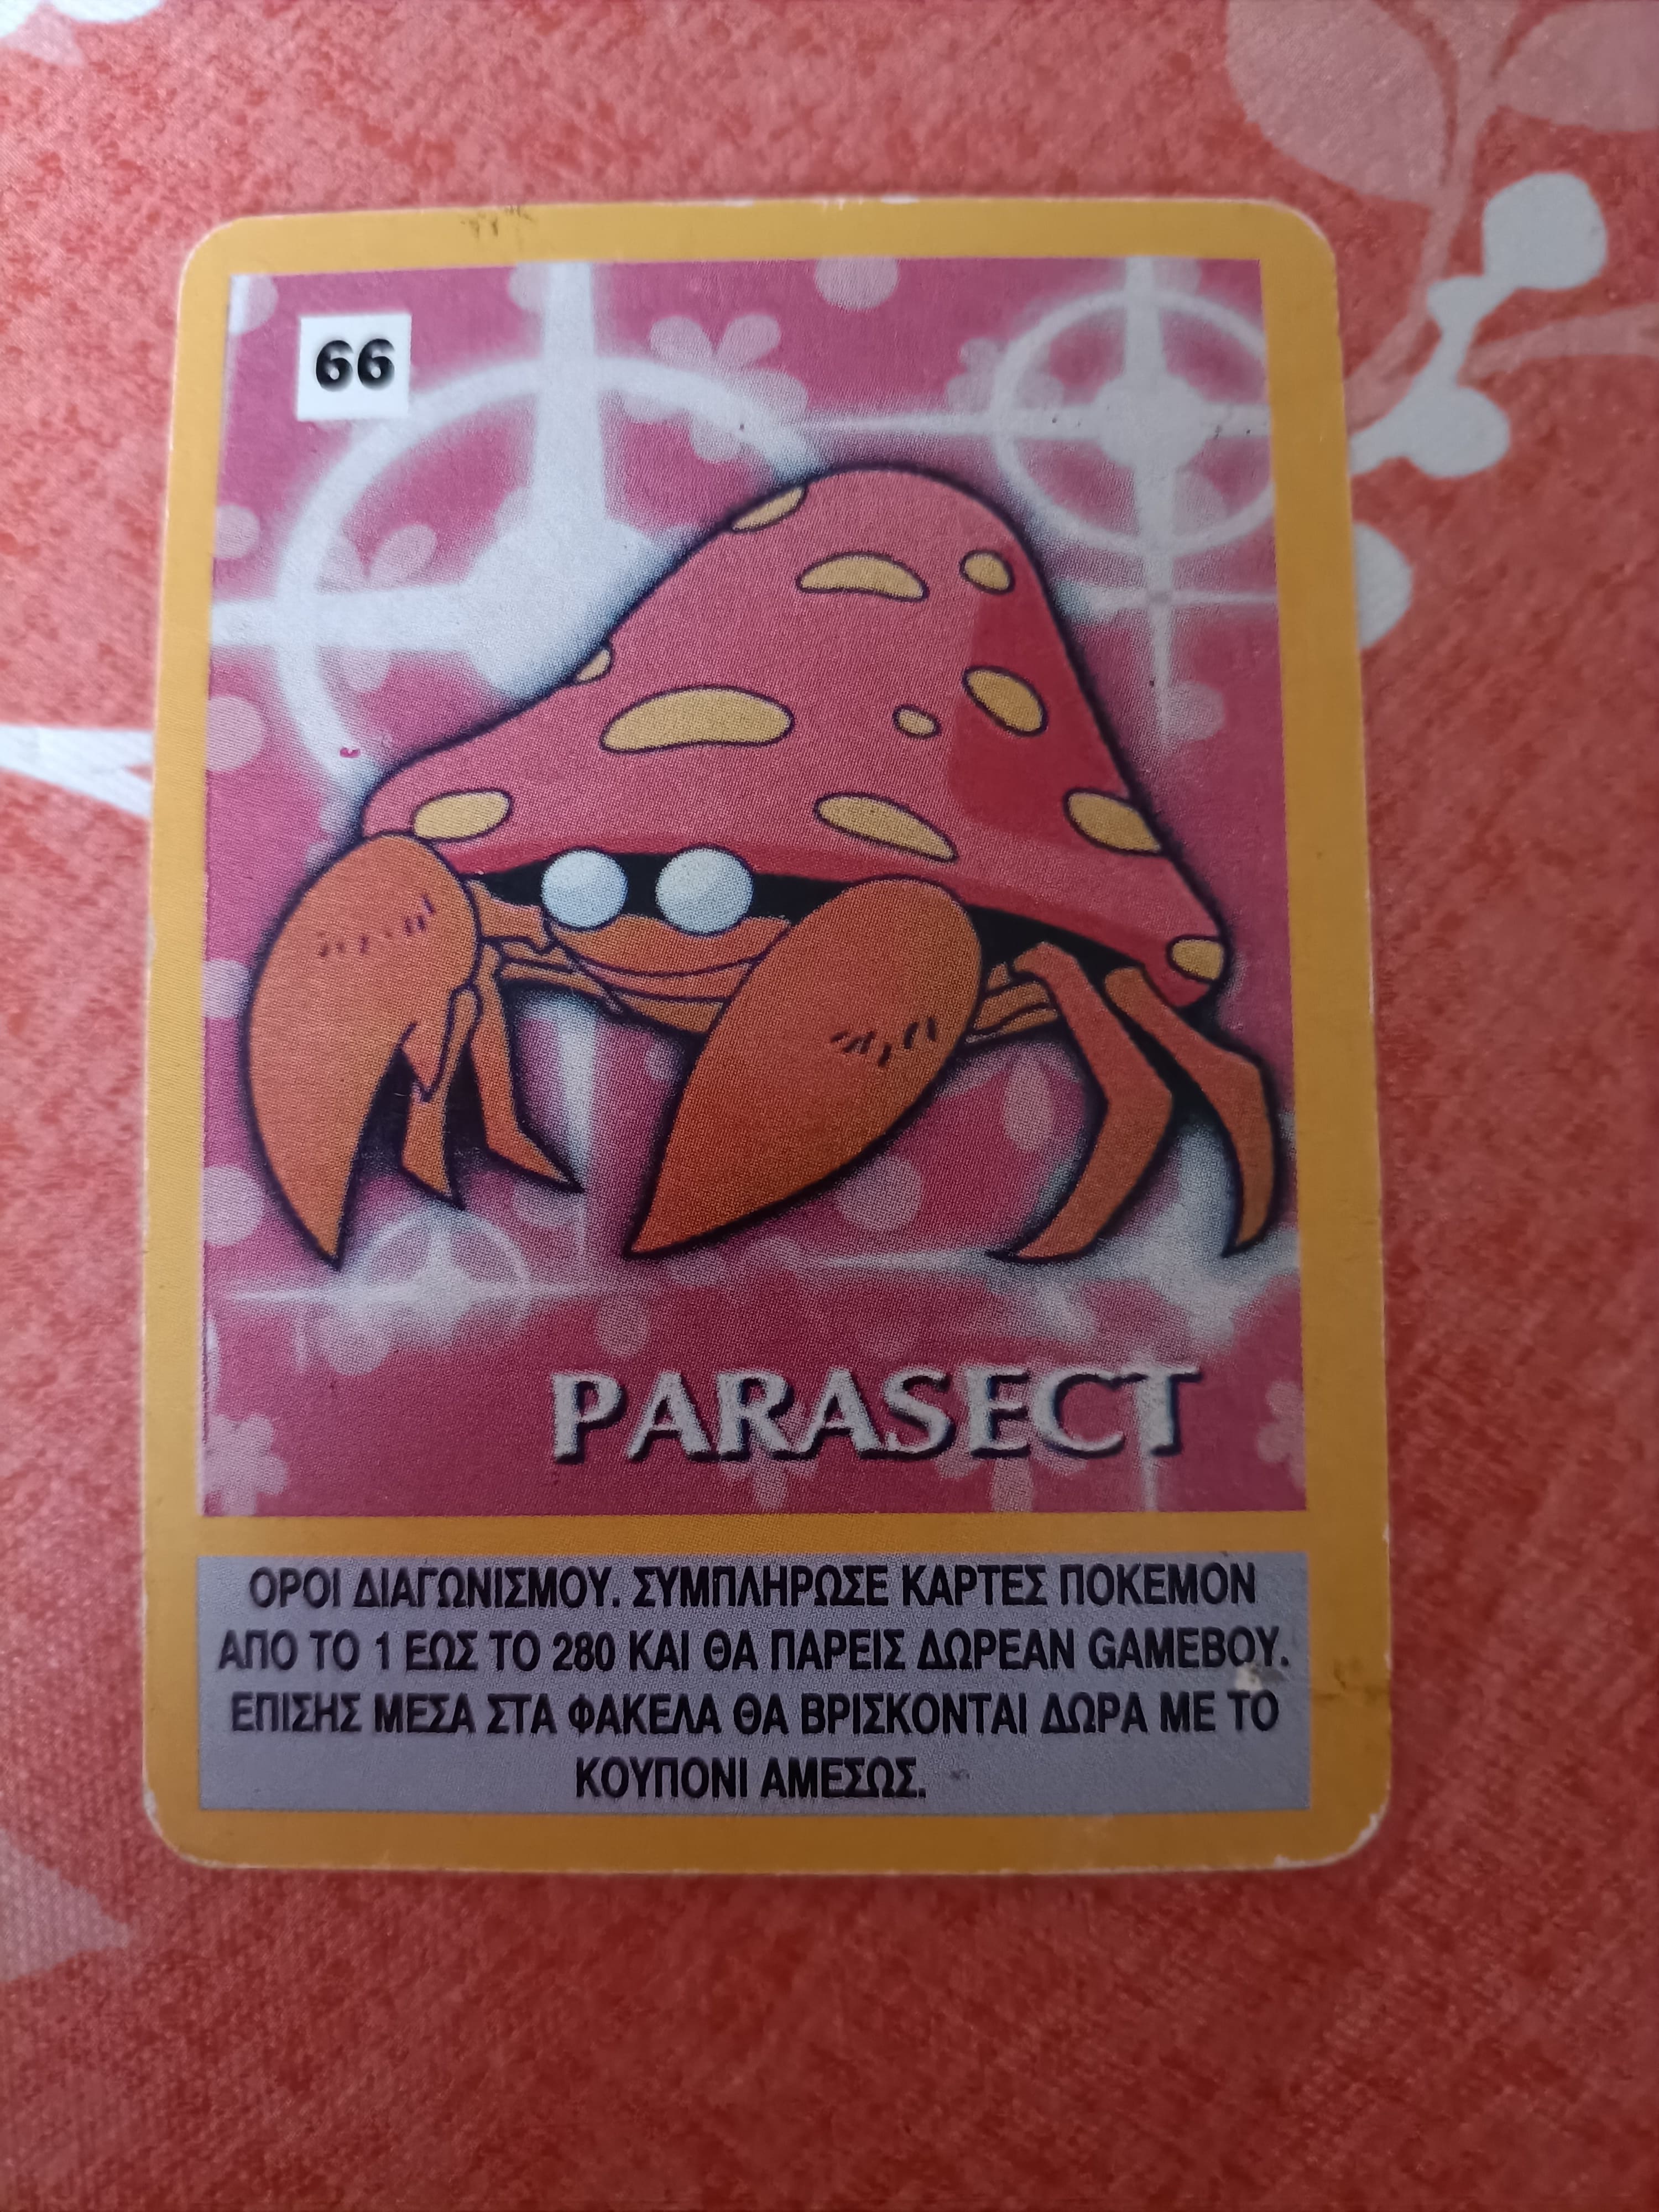 66
PARASECT
ΟΡΟΙ ΔΙΑΓΩΝΙΣΜΟΥ. ΣΥΜΠΛΗΡΩΣΕ ΚΑΡΤΕΣ ΠΟΚΕΜΟΝ
ΑΠΟ ΤΟ 1 ΕΩΣ ΤΟ 280 ΚΑΙ ΘΑ ΠΑΡΕΙΣ ΔΩΡΕΑΝ GAMEBOY.
ΕΠΙΣΗΣ ΜΕΣΑ ΣΤΑ ΦΑΚΕΛΑ ΘΑ ΒΡΙΣΚΟΝΤΑΙ ΔΩΡΑ ΜΕ ΤΟ
ΚΟΥΠΟΝΙ ΑΜΕΣΩΣ.